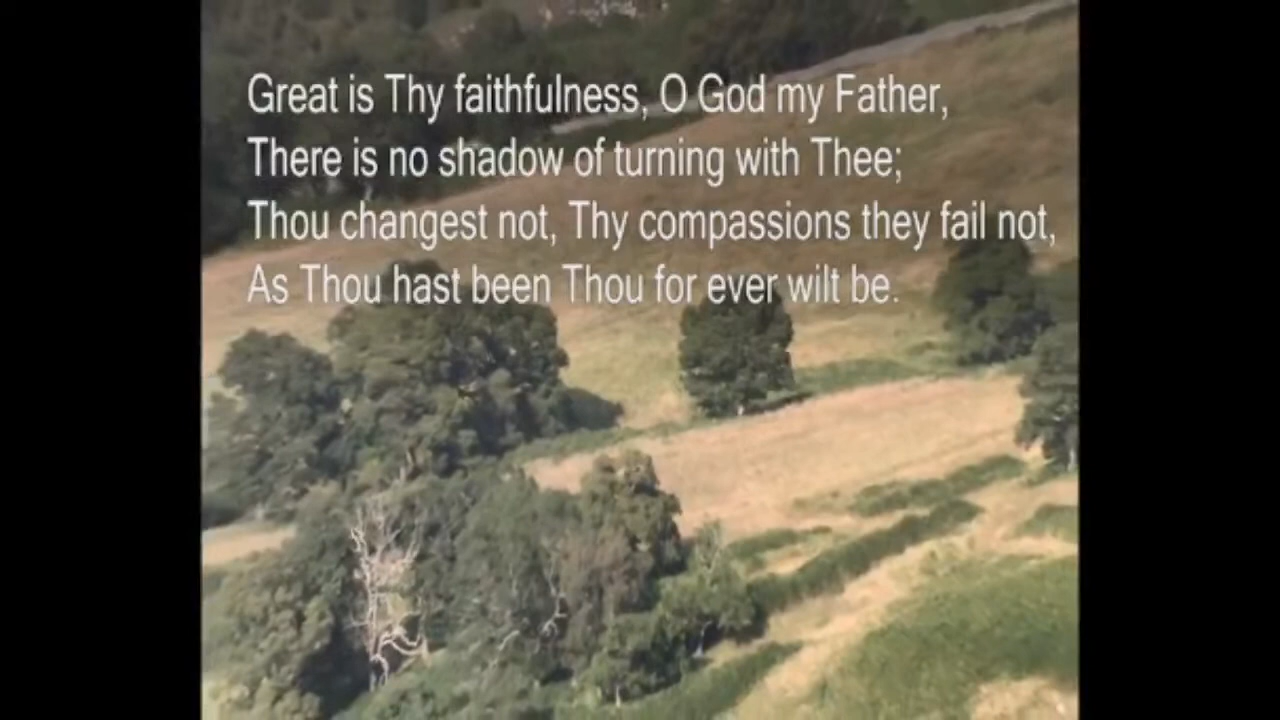 Great is Thy faithfulness, O God my Father,
There is no shadow of turning with Thee;
Thou changest not, Thy compassions they fail not,
As Thou hast been Thou for ever wilt be.